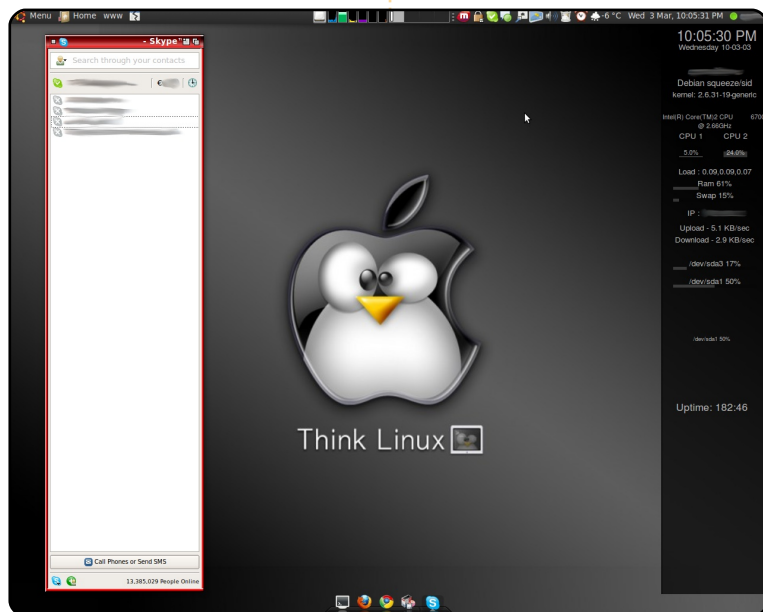 Menu Home www -6 °C Wed 3 Mar, 10:05:31 PM
- Skype™
Search through your contacts
€
Call Phones or Send SMS
13,385,029 People Online
Think Linux
10:05:30 PM
Wednesday 10-03-03
Debian squeeze/sid
kernel: 2.6.31-19-generic
Intel(R) Core(TM)2 CPU 6700
@ 2.66GHz
CPU 1 CPU 2
5.0% 24.0%
Load : 0.09,0.09,0.07
Ram 61%
Swap 15%
IP :
Upload - 5.1 KB/sec
Download - 2.9 KB/sec
/dev/sda3 17%
/dev/sda1 50%
/dev/sda1 50%
Uptime: 182:46